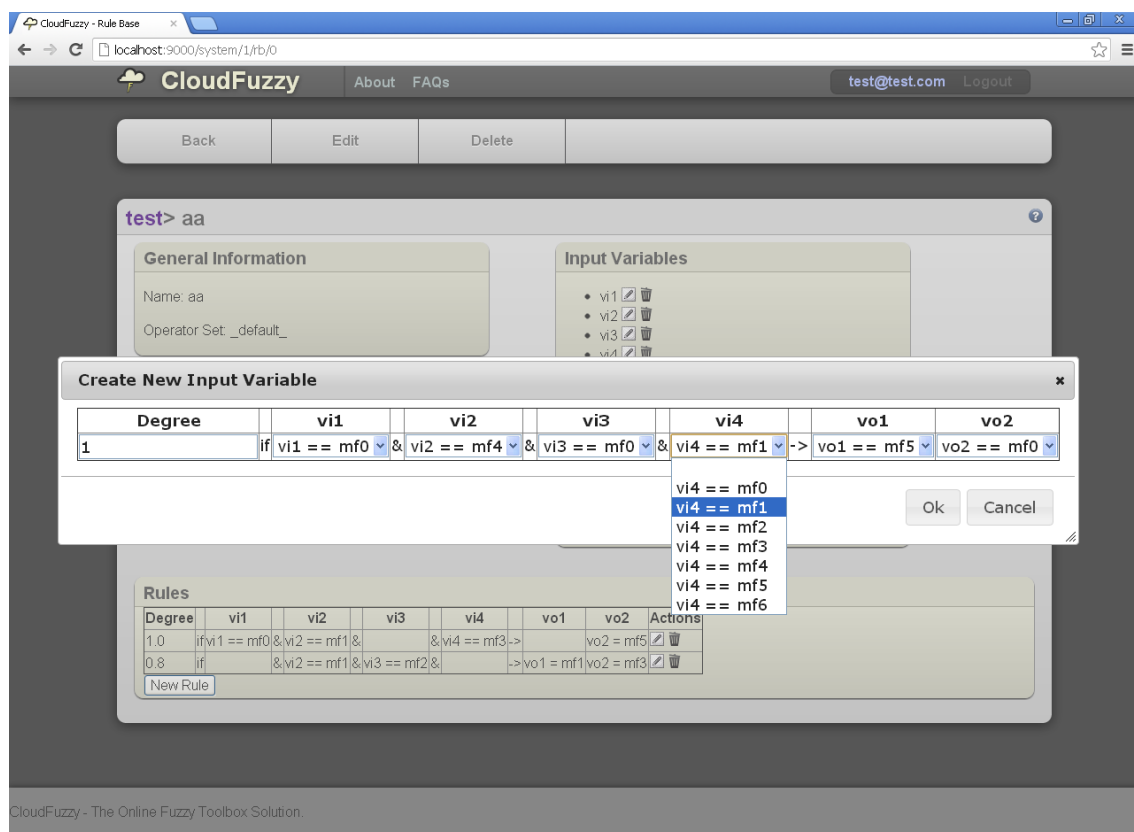 CloudFuzzy - Rule Base
localhost:9000/system/1/rb/0
CloudFuzzy About FAQs test@test.com Logout
Back Edit Delete
test> aa
General Information
Name: aa
Operator Set: _default_
Input Variables
vi1
vi2
vi3
vi4
Create New Input Variable
Degree vi1 vi2 vi3 vi4 vo1 vo2
1 if vi1 == mf0 & vi2 == mf4 & vi3 == mf0 & vi4 == mf1 -> vo1 == mf5 vo2 == mf0
vi4 == mf0
vi4 == mf1
vi4 == mf2
vi4 == mf3
vi4 == mf4
vi4 == mf5
vi4 == mf6
Ok Cancel
Rules
Degree vi1 vi2 vi3 vi4 vo1 vo2 Actions
1.0 if vi1 == mf0 & vi2 == mf1 & & vi4 == mf3 -> vo2 = mf5
0.8 if & vi2 == mf1 & vi3 == mf2 & -> vo1 = mf1 vo2 = mf3
New Rule
CloudFuzzy - The Online Fuzzy Toolbox Solution.